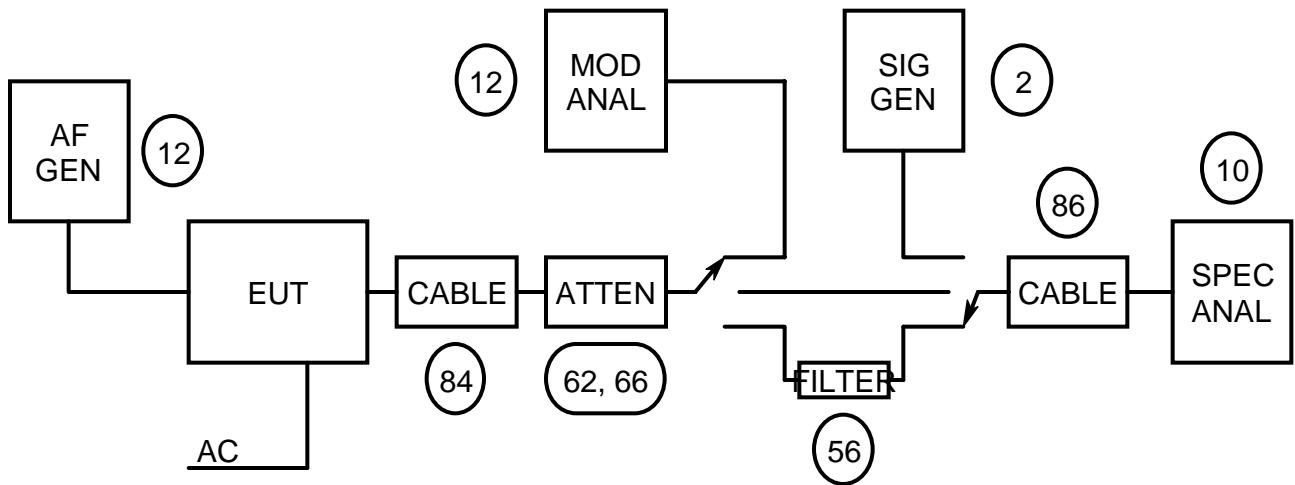 MOD
ANAL
12
SIG
GEN
2
AF
GEN
12
10
86
EUT
CABLE
ATTEN
CABLE
SPEC
ANAL
84
62, 66
FILTER
56
AC